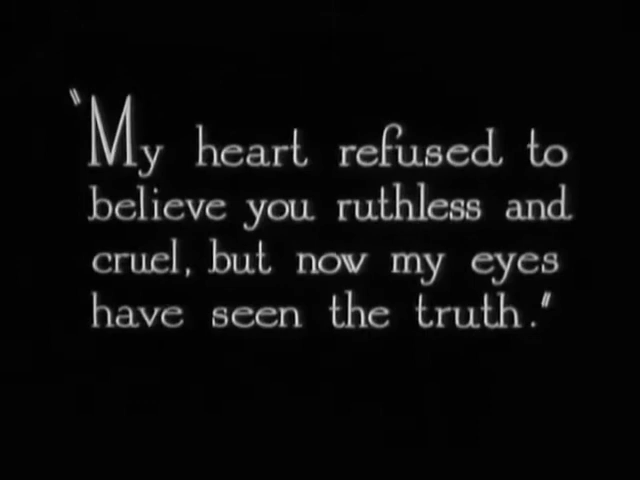 "My heart refused to
believe you ruthless and
cruel, but now my eyes
have seen the truth."